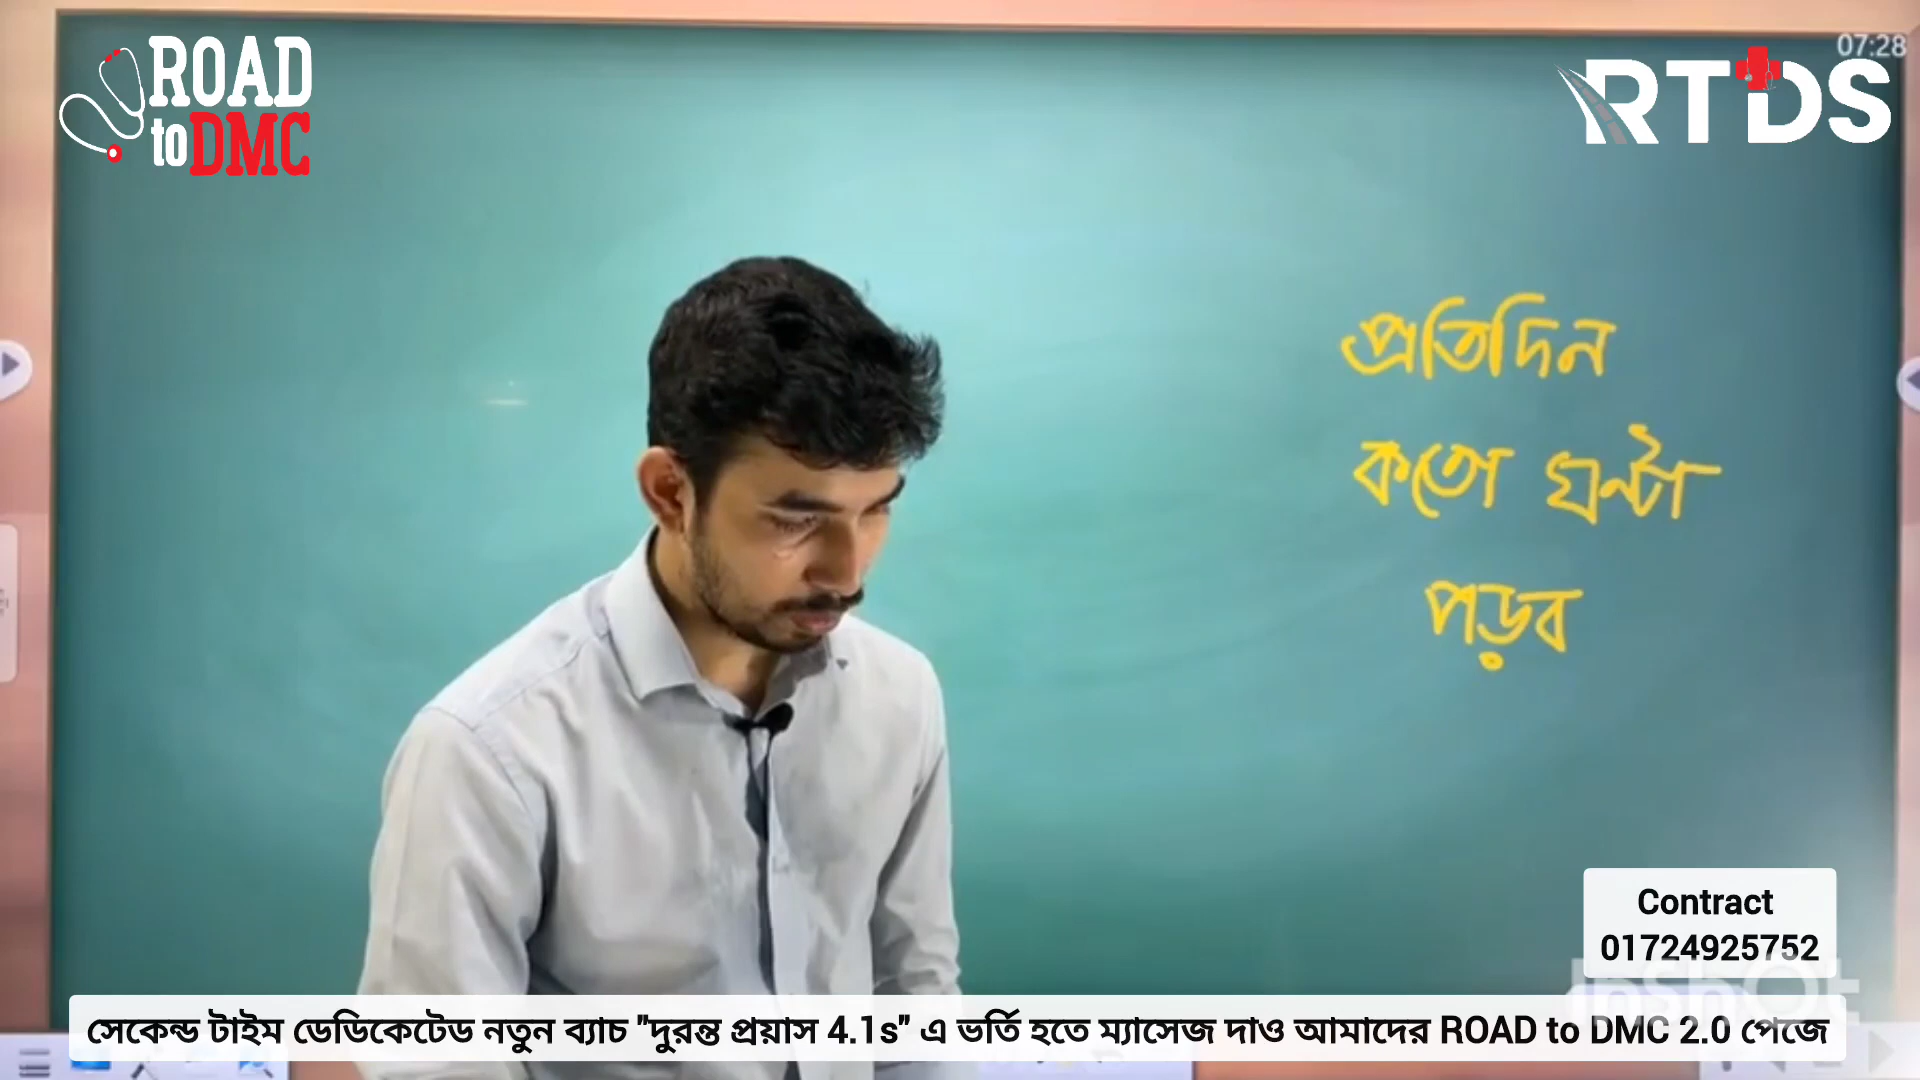 ROAD
to DMC
RTDS
07:28
প্রতিদিন
কতো ঘন্টা
পড়ব
Contract
01724925752
সেকেন্ড টাইম ডেডিকেটেড নতুন ব্যাচ "দুরন্ত প্রয়াস 4.1s" এ ভর্তি হতে ম্যাসেজ দাও আমাদের ROAD to DMC 2.0 পেজে